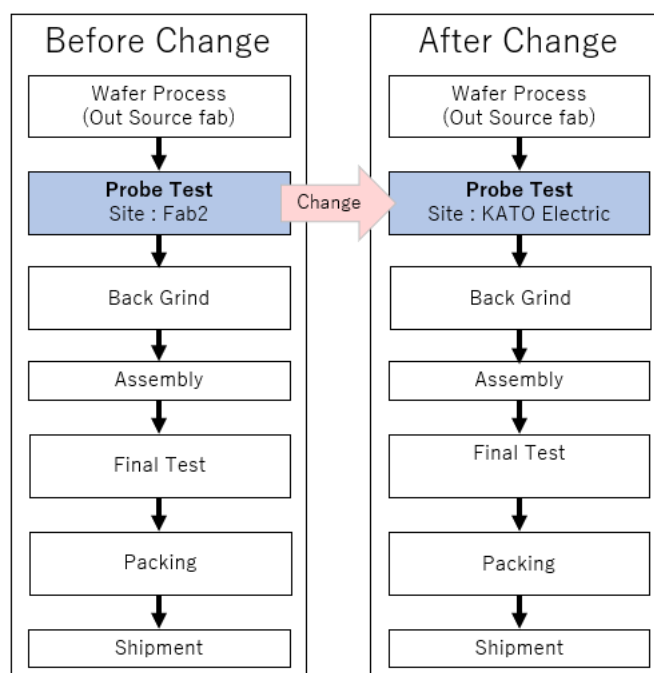 Before Change
Wafer Process
(Out Source fab)
Probe Test
Site : Fab2
Back Grind
Assembly
Final Test
Packing
Shipment
Change
After Change
Wafer Process
(Out Source fab)
Probe Test
Site : KATO Electric
Back Grind
Assembly
Final Test
Packing
Shipment